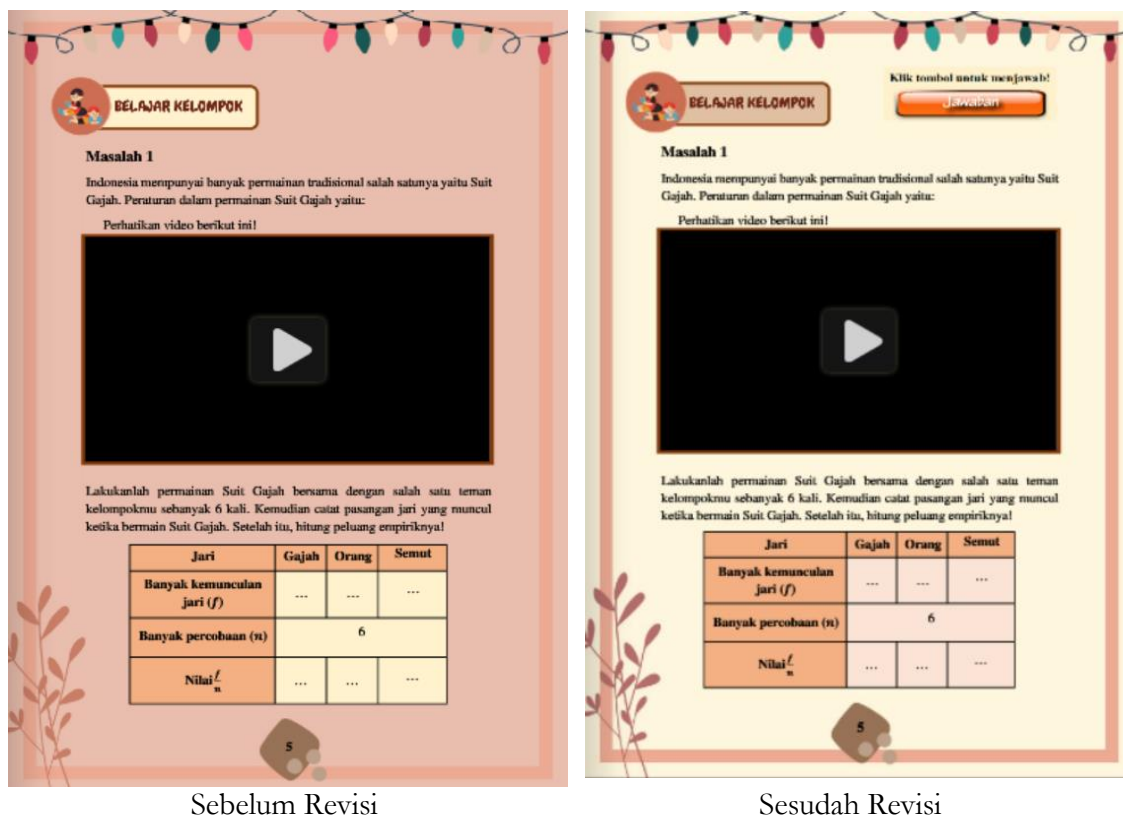 BELAJAR KELOMPOK
Masalah 1
Indonesia mempunyai banyak permainan tradisional salah satunya yaitu Suit
Gajah. Peraturan dalam permainan Suit Gajah yaitu:
Perhatikan video berikut ini!
Lakukanlah permainan Suit Gajah bersama dengan salah satu teman
kelompokmu sebanyak 6 kali. Kemudian catat pasangan jari yang muncul
ketika bermain Suit Gajah. Setelah itu, hitung peluang empiriknya!
Jari Gajah Orang Semut
Banyak kemunculan
jari (f) ... ... ...
Banyak percobaan (n) 6
Nilai f/n ... ... ...
5
Sebelum Revisi
BELAJAR KELOMPOK
Klik tombol untuk menjawab!
Jawaban
Masalah 1
Indonesia mempunyai banyak permainan tradisional salah satunya yaitu Suit
Gajah. Peraturan dalam permainan Suit Gajah yaitu:
Perhatikan video berikut ini!
Lakukanlah permainan Suit Gajah bersama dengan salah satu teman
kelompokmu sebanyak 6 kali. Kemudian catat pasangan jari yang muncul
ketika bermain Suit Gajah. Setelah itu, hitung peluang empiriknya!
Jari Gajah Orang Semut
Banyak kemunculan
jari (f) ... ... ...
Banyak percobaan (n) 6
Nilai f/n ... ... ...
5
Sesudah Revisi